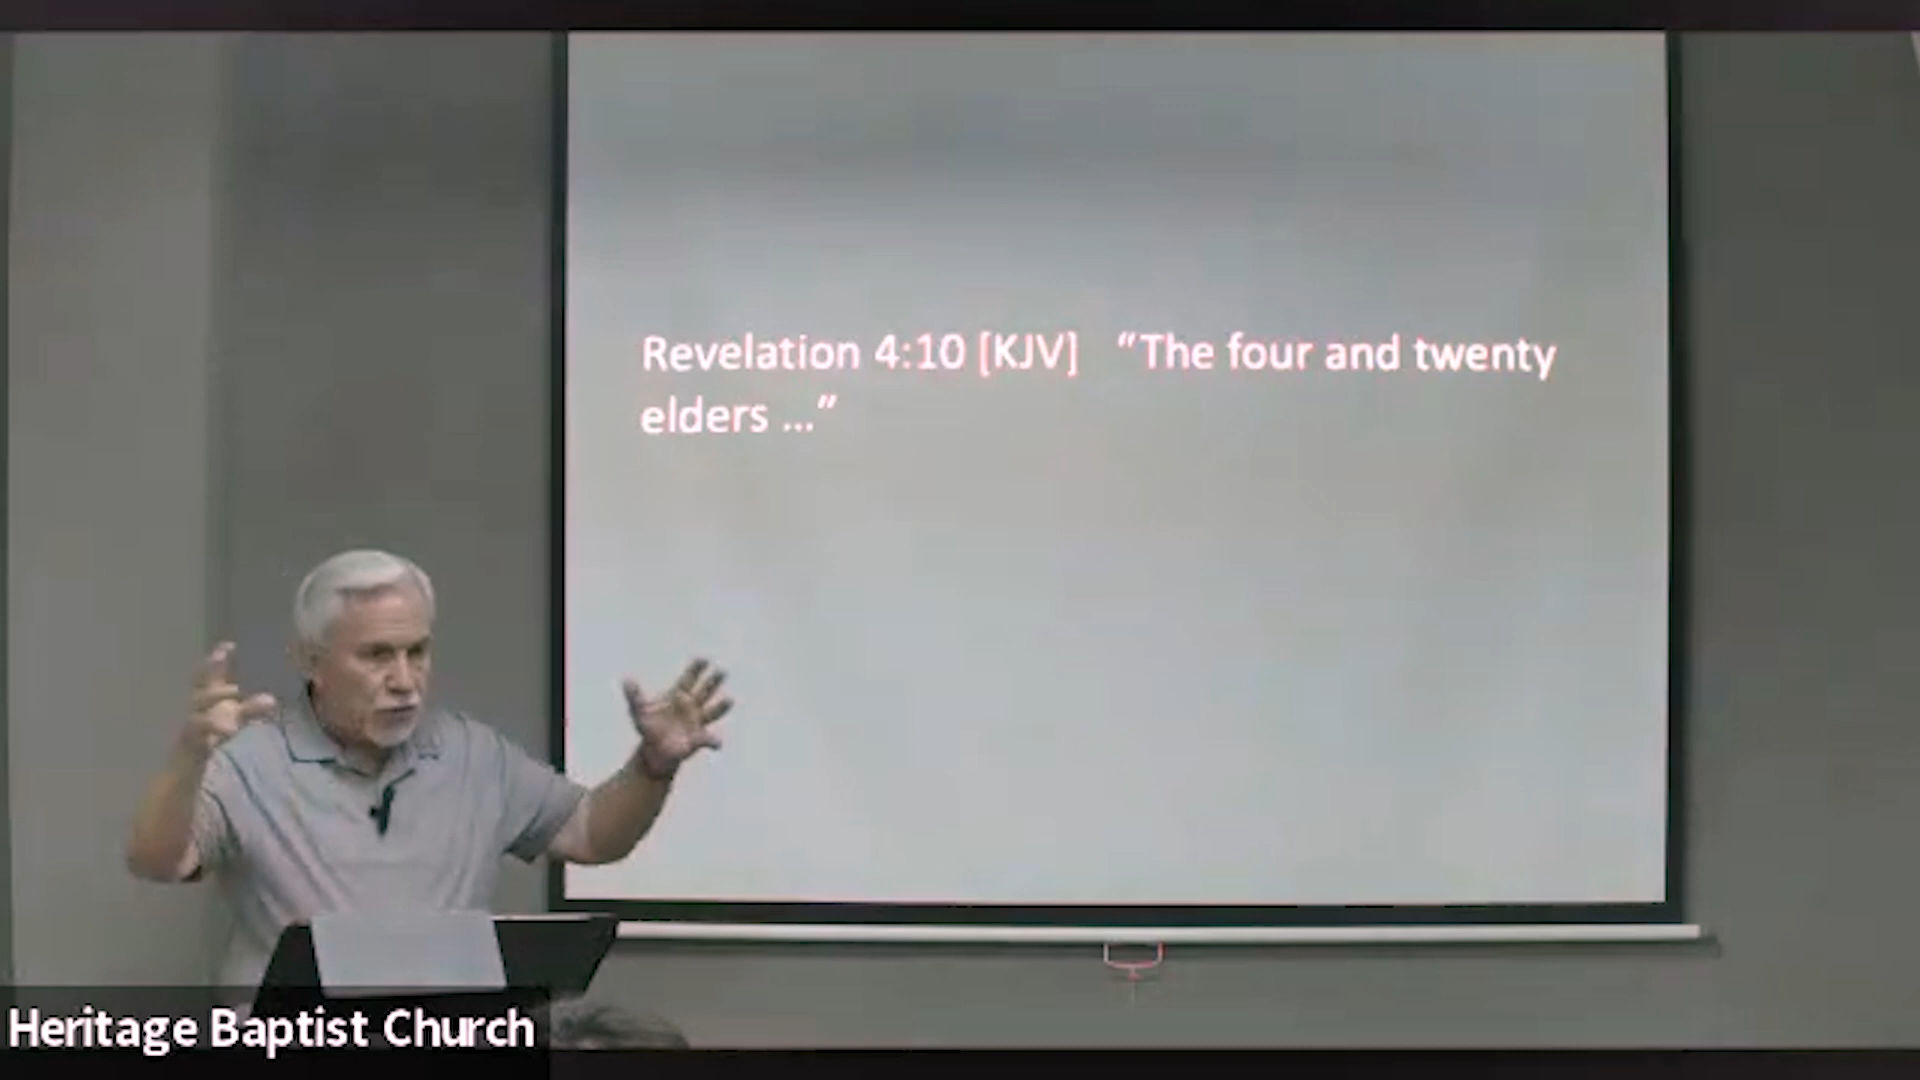 Revelation 4:10 [KJV] “The four and twenty
elders ...”
Heritage Baptist Church